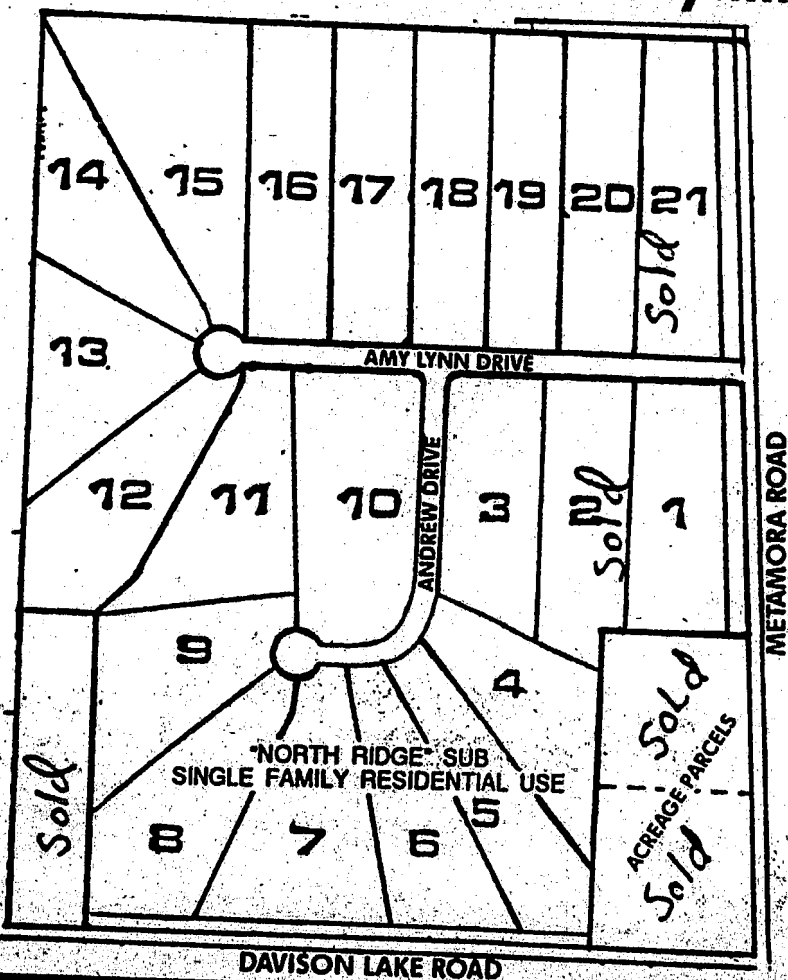 14
15
16
17
18
19
20
21
Sold
13
AMY LYNN DRIVE
12
11
10
ANDREW DRIVE
3
2
Sold
1
METAMORA ROAD
9
4
Sold
ACREAGE PARCELS
Sold
"NORTH RIDGE" SUB
SINGLE FAMILY RESIDENTIAL USE
Sold
8
7
6
5
DAVISON LAKE ROAD